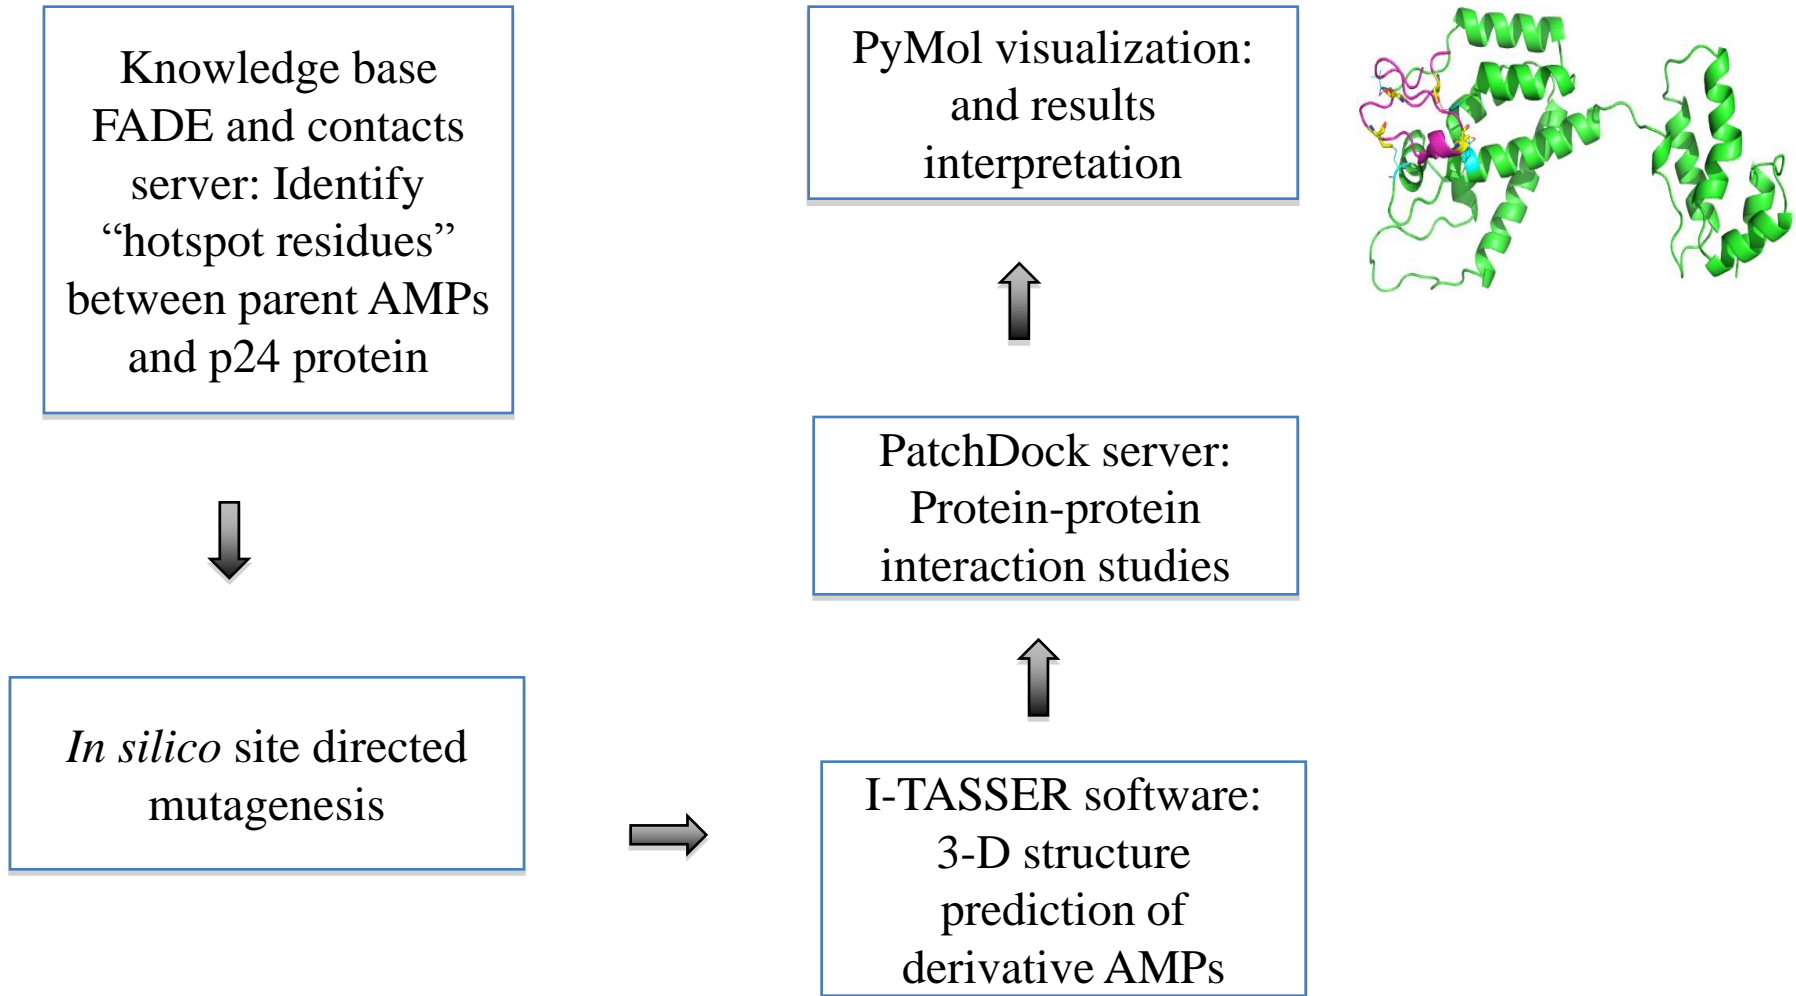 Knowledge base
FADE and contacts
server: Identify
“hotspot residues”
between parent AMPs
and p24 protein
In silico site directed
mutagenesis
I-TASSER software:
3-D structure
prediction of
derivative AMPs
PatchDock server:
Protein-protein
interaction studies
PyMol visualization:
and results
interpretation